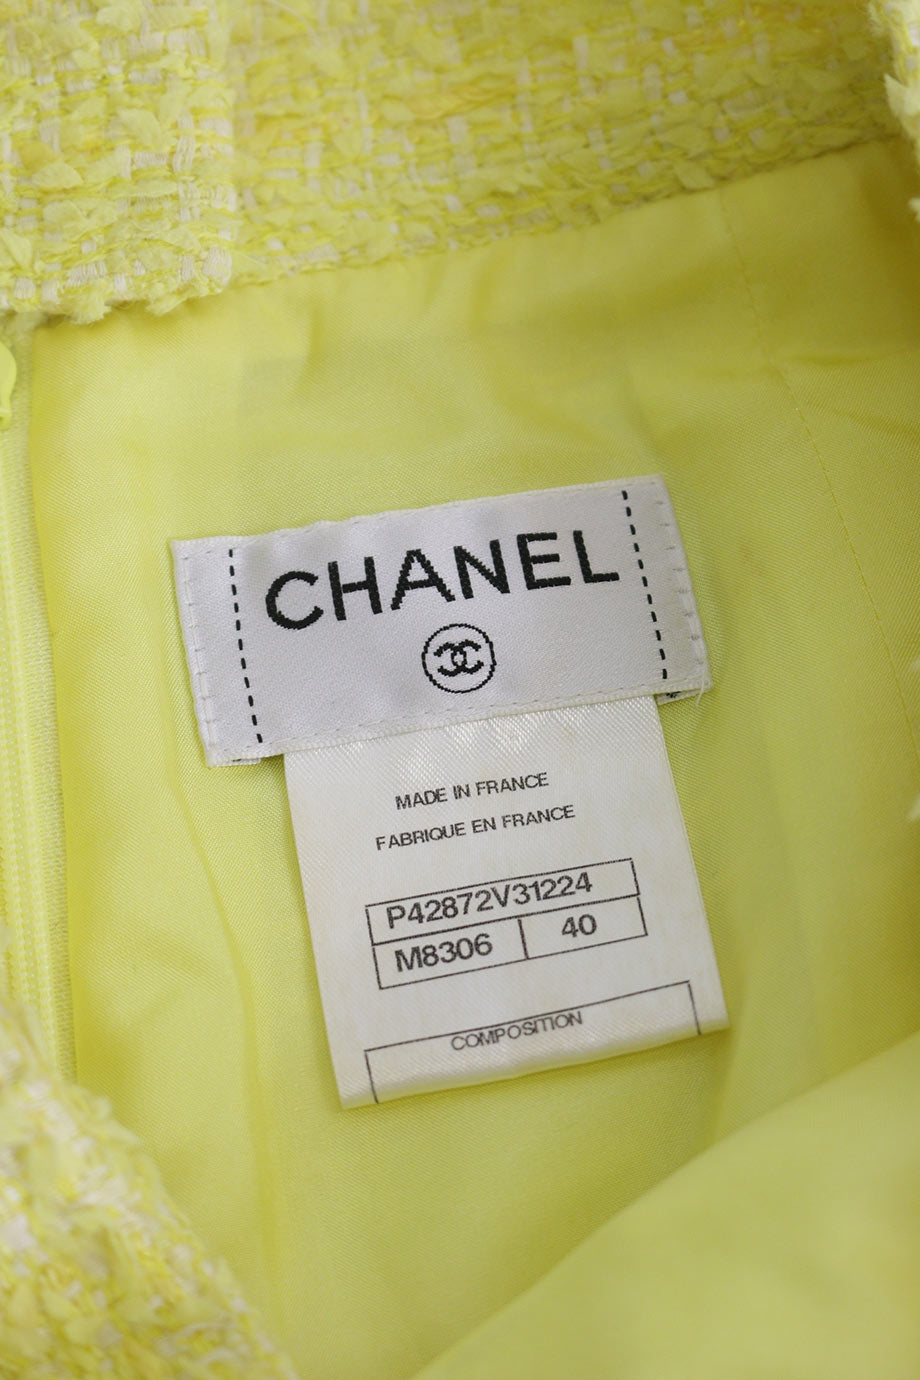 CHANEL
MADE IN FRANCE
FABRIQUE EN FRANCE
P42872V31224
M8306 40
COMPOSITION